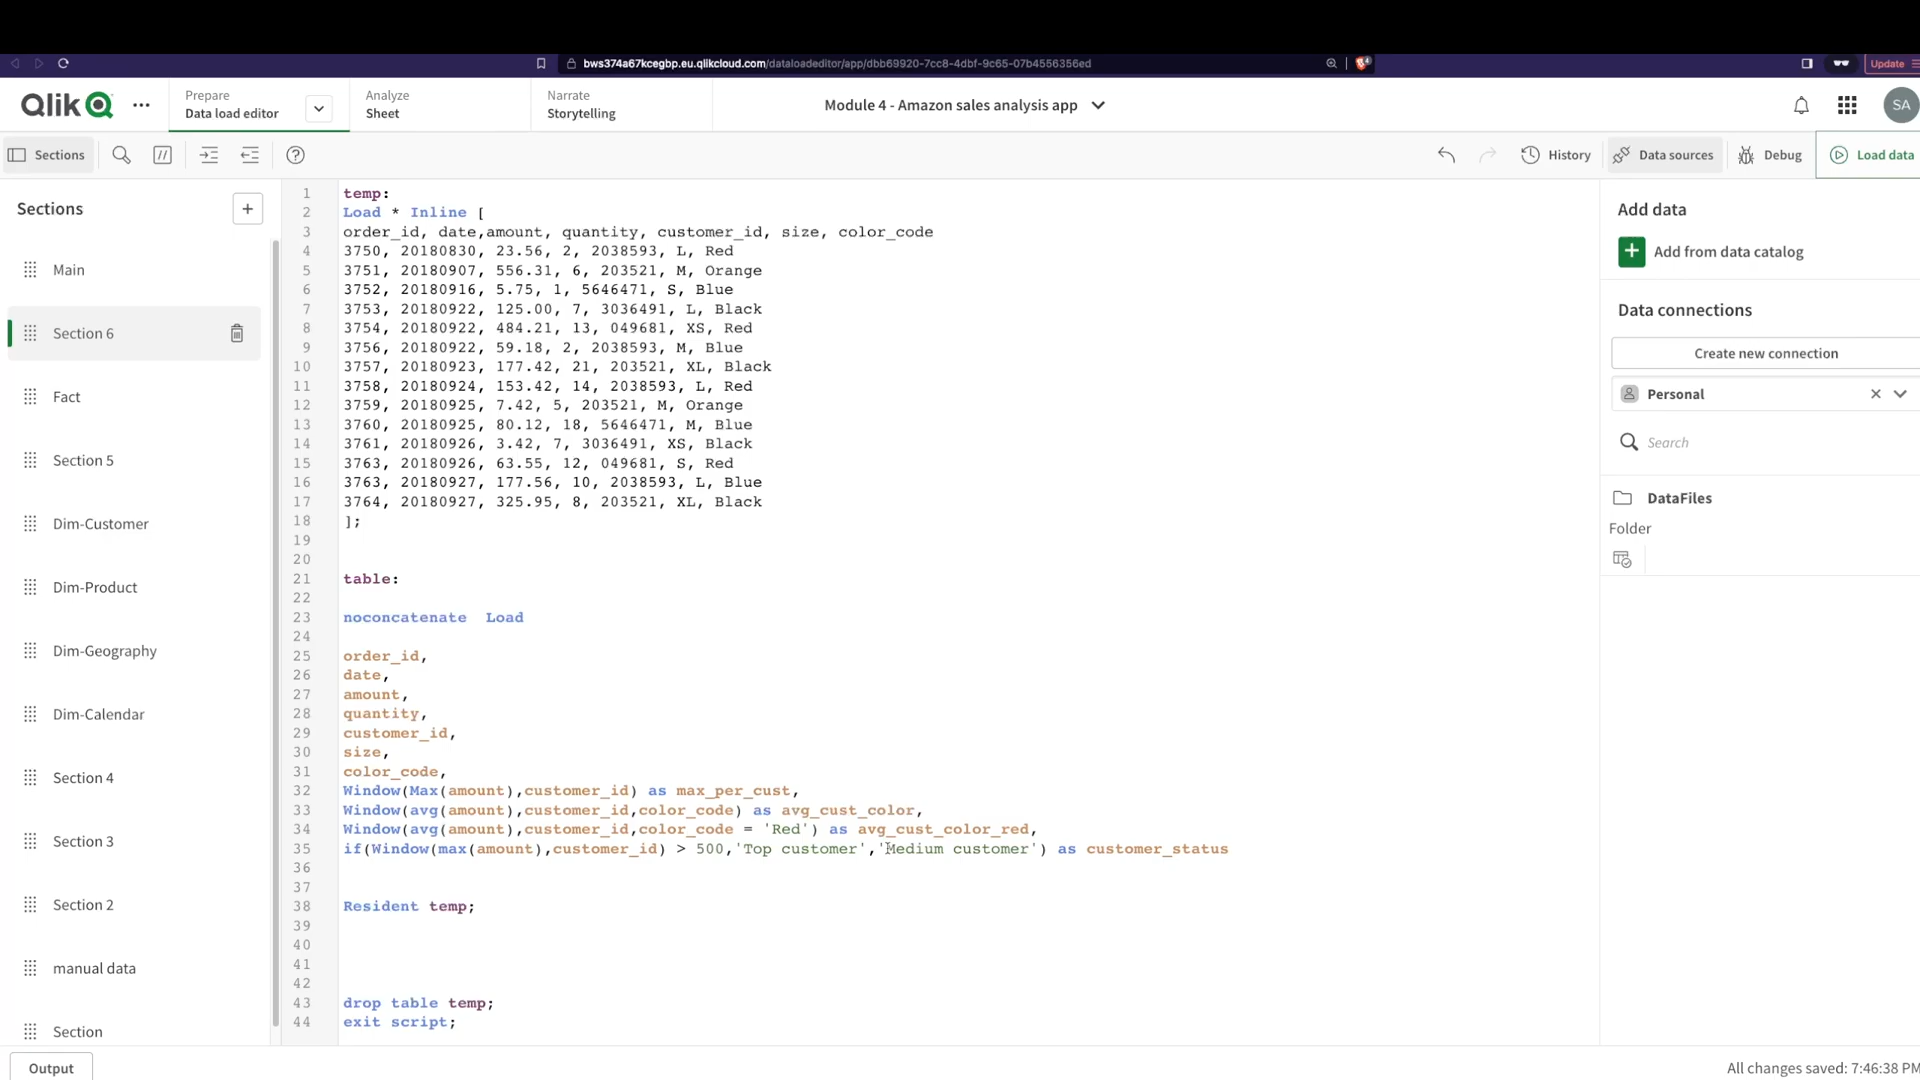 bws374a67kcegbp.eu.qlikcloud.com/dataloadeditor/app/dbb69920-7cc8-4dbf-9c65-07b4556356ed
Update
Qlik
Prepare
Data load editor
Analyze
Sheet
Narrate
Storytelling
Module 4 - Amazon sales analysis app
SA
Sections
//
?
History
Data sources
Debug
Load data
Sections
+
Main
Section 6
Fact
Section 5
Dim-Customer
Dim-Product
Dim-Geography
Dim-Calendar
Section 4
Section 3
Section 2
manual data
Section
1 temp:
2 Load * Inline [
3 order_id, date,amount, quantity, customer_id, size, color_code
4 3750, 20180830, 23.56, 2, 2038593, L, Red
5 3751, 20180907, 556.31, 6, 203521, M, Orange
6 3752, 20180916, 5.75, 1, 5646471, S, Blue
7 3753, 20180922, 125.00, 7, 3036491, L, Black
8 3754, 20180922, 484.21, 13, 049681, XS, Red
9 3756, 20180922, 59.18, 2, 2038593, M, Blue
10 3757, 20180923, 177.42, 21, 203521, XL, Black
11 3758, 20180924, 153.42, 14, 2038593, L, Red
12 3759, 20180925, 7.42, 5, 203521, M, Orange
13 3760, 20180925, 80.12, 18, 5646471, M, Blue
14 3761, 20180926, 3.42, 7, 3036491, XS, Black
15 3763, 20180926, 63.55, 12, 049681, S, Red
16 3763, 20180927, 177.56, 10, 2038593, L, Blue
17 3764, 20180927, 325.95, 8, 203521, XL, Black
18 ];
19
20
21 table:
22
23 noconcatenate  Load
24
25 order_id,
26 date,
27 amount,
28 quantity,
29 customer_id,
30 size,
31 color_code,
32 Window(Max(amount),customer_id) as max_per_cust,
33 Window(avg(amount),customer_id,color_code) as avg_cust_color,
34 Window(avg(amount),customer_id,color_code = 'Red') as avg_cust_color_red,
35 if(Window(max(amount),customer_id) > 500,'Top customer','Medium customer') as customer_status
36
37
38 Resident temp;
39
40
41
42
43 drop table temp;
44 exit script;
Add data
+ Add from data catalog
Data connections
Create new connection
Personal
Search
DataFiles
Folder
Output
All changes saved: 7:46:38 PM